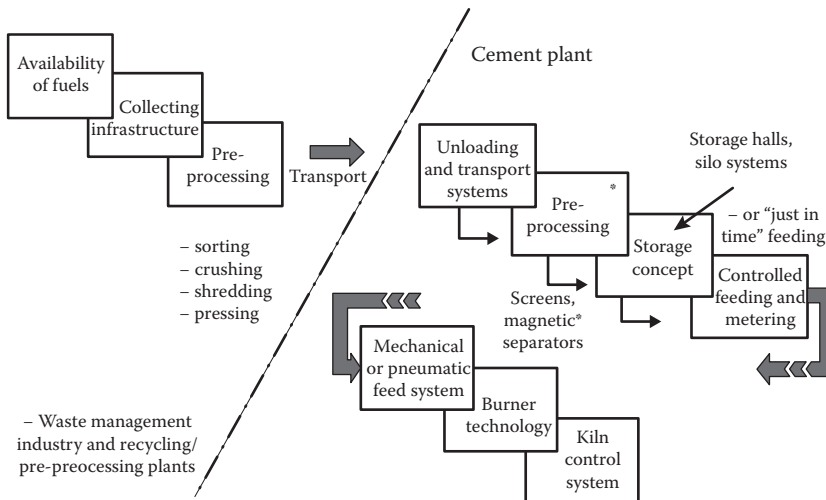 Cement plant
Availability
of fuels
Collecting
infrastructure
Pre-
processing
Transport
– sorting
– crushing
– shredding
– pressing
– Waste management
industry and recycling/
pre-preocessing plants
Unloading
and transport
systems
*
Pre-
processing
Screens,
magnetic*
separators
Storage halls,
silo systems
Storage
concept
– or “just in
time” feeding
Controlled
feeding and
metering
Mechanical
or pneumatic
feed system
Burner
technology
Kiln
control
system